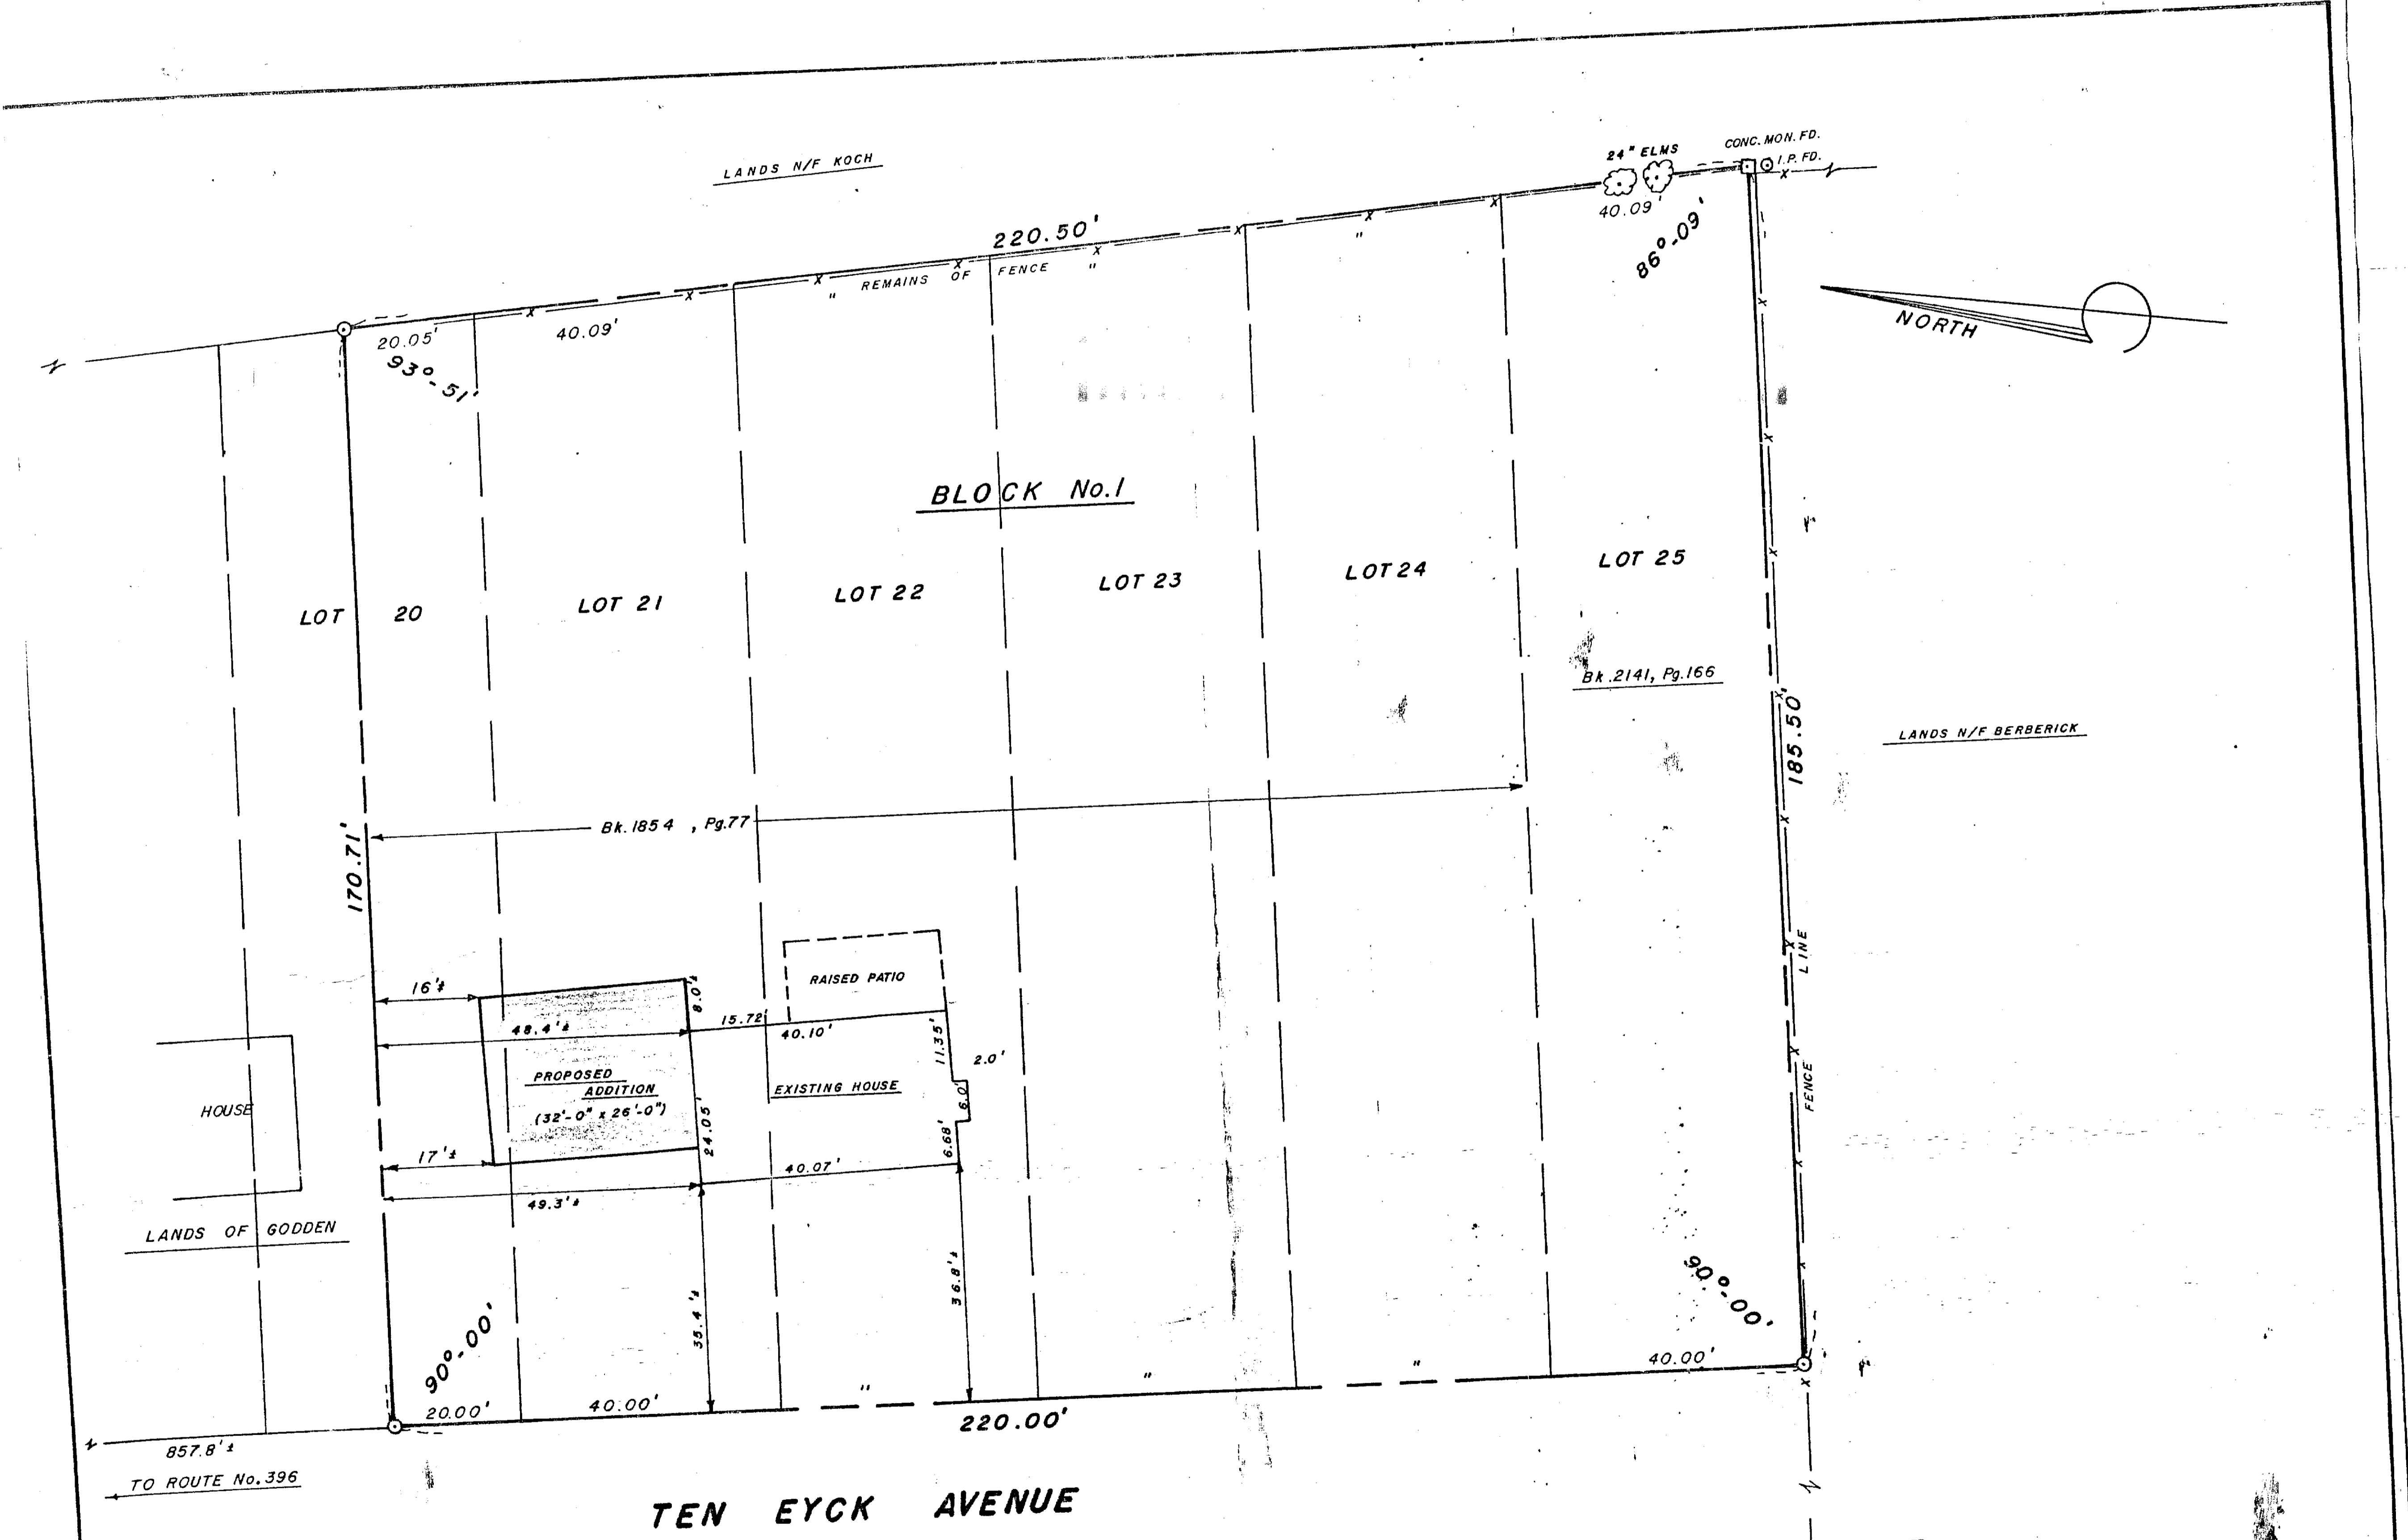 CONC. MON. FD.
24" ELMS
I.P. FD.
LANDS N/F KOCH
40.09'
86°-09'
220.50'
"
" REMAINS OF FENCE "
NORTH
20.05'
40.09'
93°-51'
BLOCK No.1
LOT 20
LOT 21
LOT 22
LOT 23
LOT 24
LOT 25
Bk.2141, Pg.166
185.50'
LANDS N/F BERBERICK
Bk.1854 , Pg.77
170.71'
FENCE LINE
RAISED PATIO
16'±
8.0'±
48.4'±
15.72'
40.10'
11.35'
2.0'
PROPOSED
ADDITION
(32'-0" x 26'-0")
EXISTING HOUSE
6.0'
HOUSE
24.05'
6.68'
17'±
40.07'
49.3'±
LANDS OF GODDEN
36.8'±
35.4'±
90°-00'
90°-00'
20.00'
40.00'
"
"
"
40.00'
220.00'
857.8'±
TO ROUTE No.396
TEN EYCK AVENUE